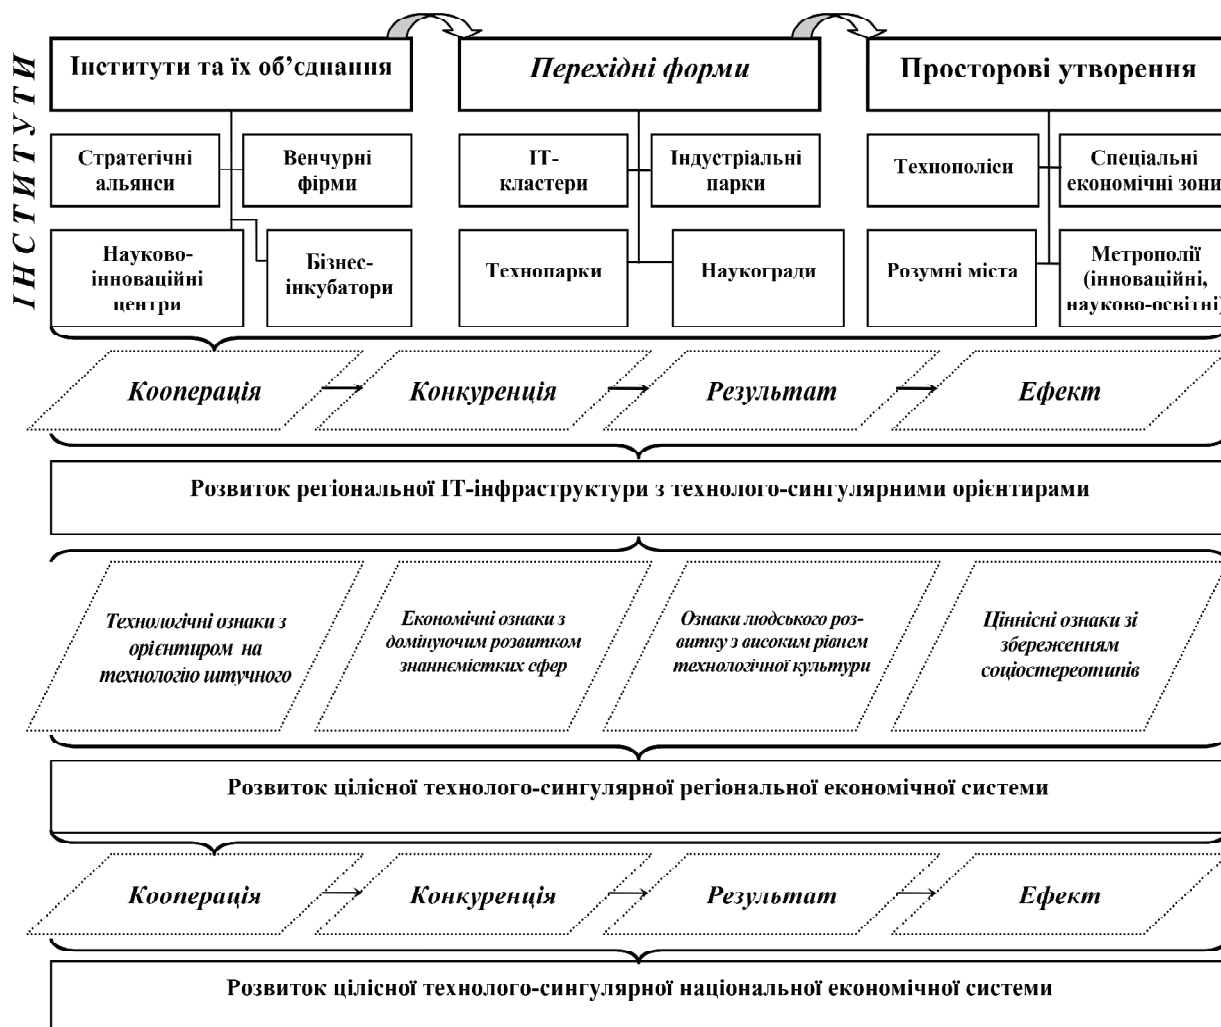 ІНСТИТУТИ
Інститути та їх об’єднання
Перехідні форми
Просторові утворення
Стратегічні
альянси
Венчурні
фірми
ІТ-
кластери
Індустріальні
парки
Технополіси
Спеціальні
економічні зони
Науково-
інноваційні
центри
Бізнес-
інкубатори
Технопарки
Наукогради
Розумні міста
Метрополії
(інноваційні,
науково-освітні)
Кооперація
Конкуренція
Результат
Ефект
Розвиток регіональної ІТ-інфраструктури з технолого-сингулярними орієнтирами
Технологічні ознаки з
орієнтиром на
технологію штучного
Економічні ознаки з
домінуючим розвитком
знаннємістких сфер
Ознаки людського роз-
витку з високим рівнем
технологічної культури
Ціннісні ознаки зі
збереженням
соціостереотипів
Розвиток цілісної технолого-сингулярної регіональної економічної системи
Кооперація
Конкуренція
Результат
Ефект
Розвиток цілісної технолого-сингулярної національної економічної системи